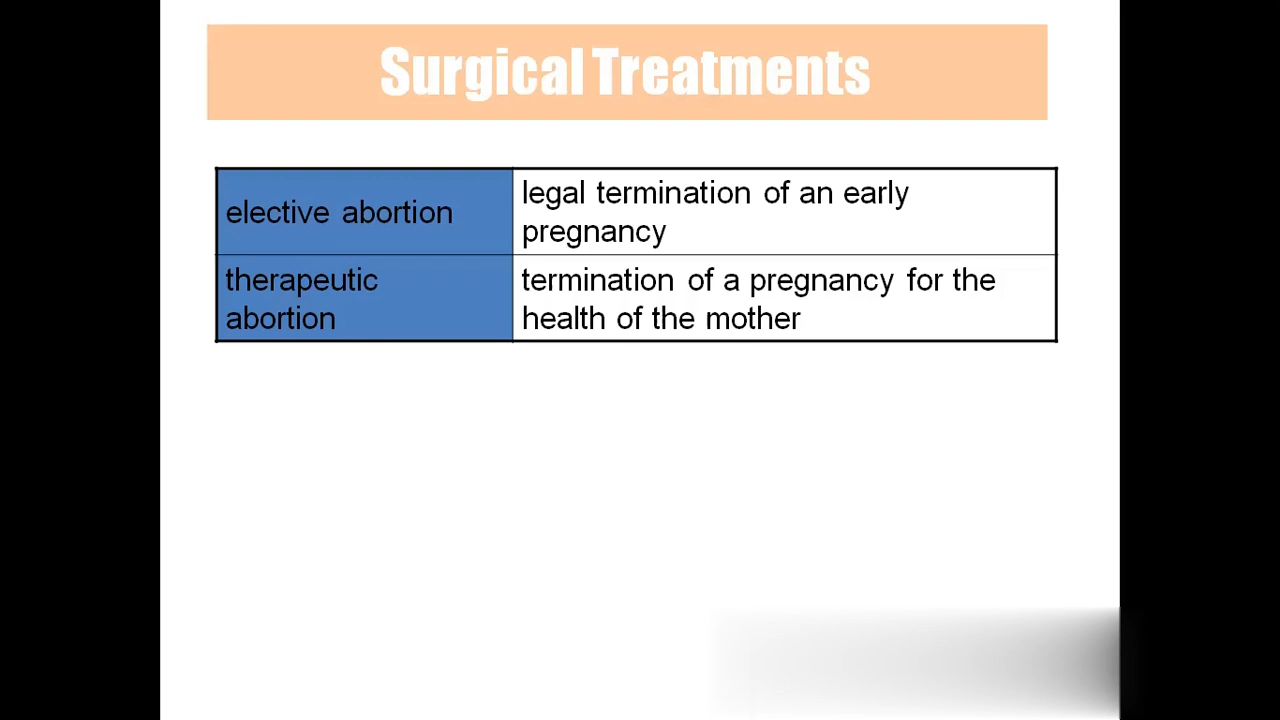 Surgical Treatments
elective abortion
legal termination of an early
pregnancy
therapeutic
abortion
termination of a pregnancy for the
health of the mother